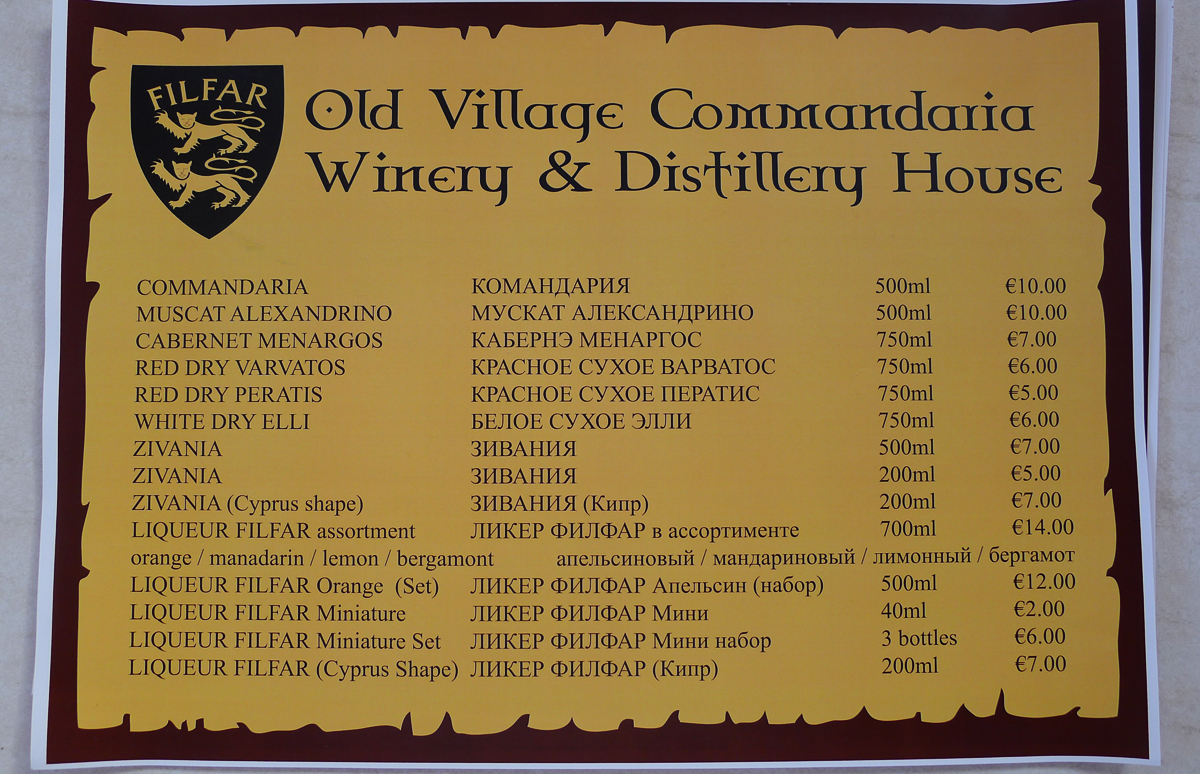 FILFAR
Old Village Commandaria
Winery & Distillery House
COMMANDARIA КОМАНДАРИЯ 500ml €10.00
MUSCAT ALEXANDRINO МУСКАТ АЛЕКСАНДРИНО 500ml €10.00
CABERNET MENARGOS КАБЕРНЭ МЕНАРГОС 750ml €7.00
RED DRY VARVATOS КРАСНОЕ СУХОЕ ВАРВАТОС 750ml €6.00
RED DRY PERATIS КРАСНОЕ СУХОЕ ПЕРАТИС 750ml €5.00
WHITE DRY ELLI БЕЛОЕ СУХОЕ ЭЛЛИ 750ml €6.00
ZIVANIA ЗИВАНИЯ 500ml €7.00
ZIVANIA ЗИВАНИЯ 200ml €5.00
ZIVANIA (Cyprus shape) ЗИВАНИЯ (Кипр) 200ml €7.00
LIQUEUR FILFAR assortment ЛИКЕР ФИЛФАР в ассортименте 700ml €14.00
orange / manadarin / lemon / bergamont апельсиновый / мандариновый / лимонный / бергамот
LIQUEUR FILFAR Orange (Set) ЛИКЕР ФИЛФАР Апельсин (набор) 500ml €12.00
LIQUEUR FILFAR Miniature ЛИКЕР ФИЛФАР Мини 40ml €2.00
LIQUEUR FILFAR Miniature Set ЛИКЕР ФИЛФАР Мини набор 3 bottles €6.00
LIQUEUR FILFAR (Cyprus Shape) ЛИКЕР ФИЛФАР (Кипр) 200ml €7.00